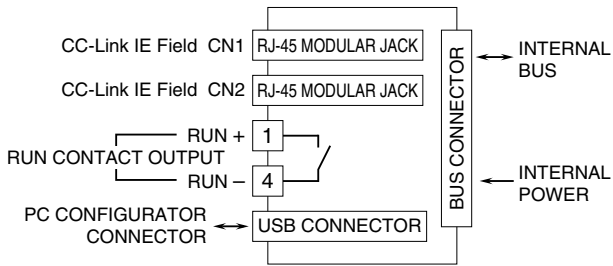 CC-Link IE Field CN1 RJ-45 MODULAR JACK
CC-Link IE Field CN2 RJ-45 MODULAR JACK
RUN + 1
RUN CONTACT OUTPUT
RUN – 4
PC CONFIGURATOR
CONNECTOR
USB CONNECTOR
BUS CONNECTOR
INTERNAL
BUS
INTERNAL
POWER